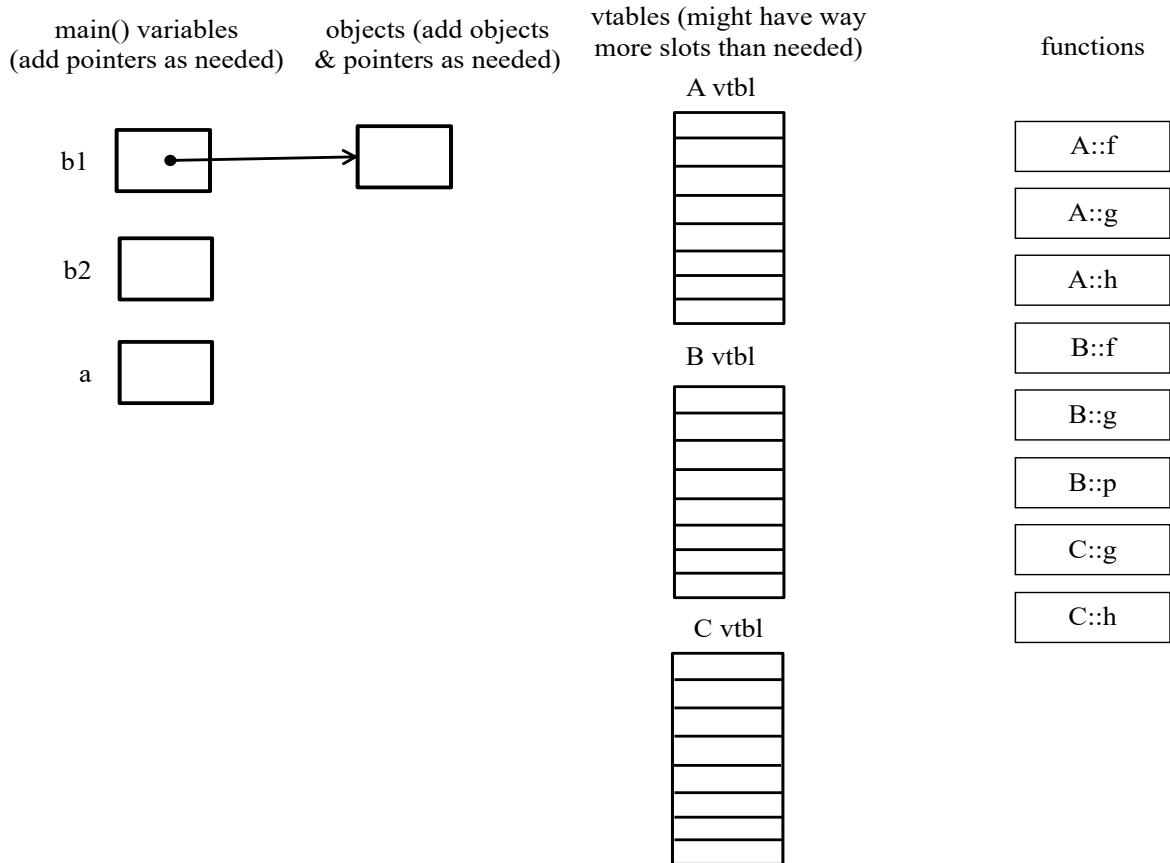 main() variables
(add pointers as needed)
objects (add objects
& pointers as needed)
vtables (might have way
more slots than needed)
functions
A vtbl
b1
b2
a
B vtbl
C vtbl
A::f
A::g
A::h
B::f
B::g
B::p
C::g
C::h